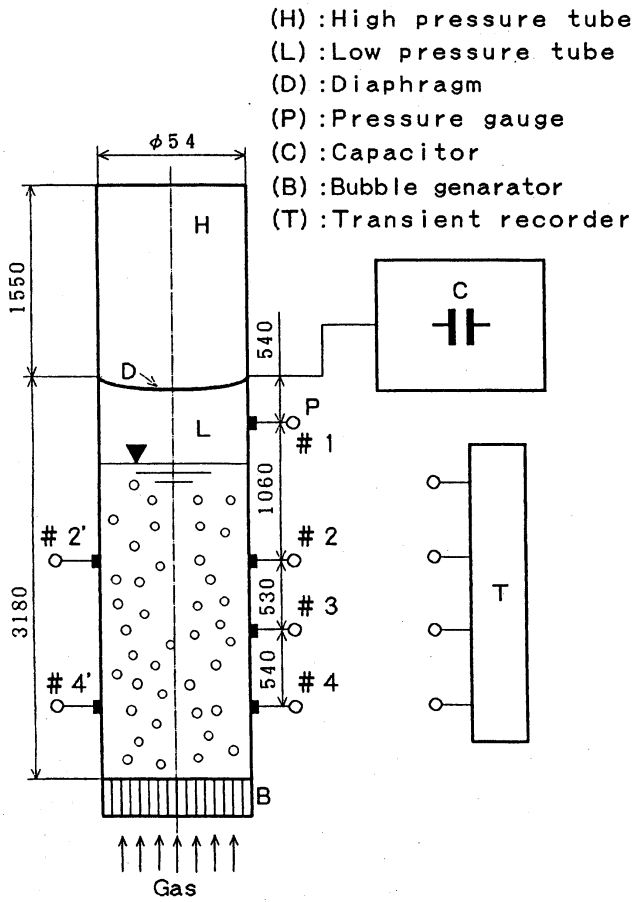 (H) :High pressure tube
(L) :Low pressure tube
(D) :Diaphragm
(P) :Pressure gauge
(C) :Capacitor
(B) :Bubble genarator
(T) :Transient recorder
φ54
H
1550
C
540
D
L
P
#1
1060
#2'
#2
3180
530
#3
T
#4'
540
#4
B
Gas